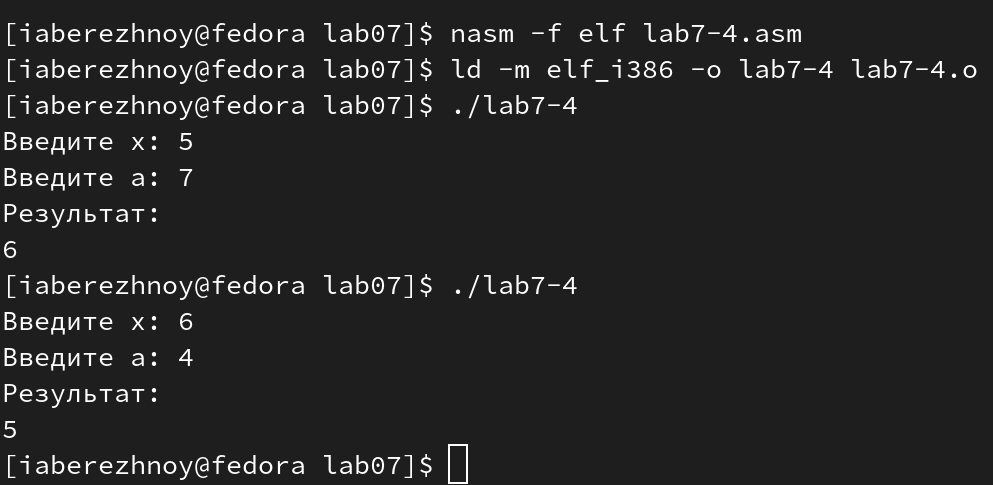 [iaberezhnoy@fedora lab07]$ nasm -f elf lab7-4.asm
[iaberezhnoy@fedora lab07]$ ld -m elf_i386 -o lab7-4 lab7-4.o
[iaberezhnoy@fedora lab07]$ ./lab7-4
Введите x: 5
Введите a: 7
Результат:
6
[iaberezhnoy@fedora lab07]$ ./lab7-4
Введите x: 6
Введите a: 4
Результат:
5
[iaberezhnoy@fedora lab07]$